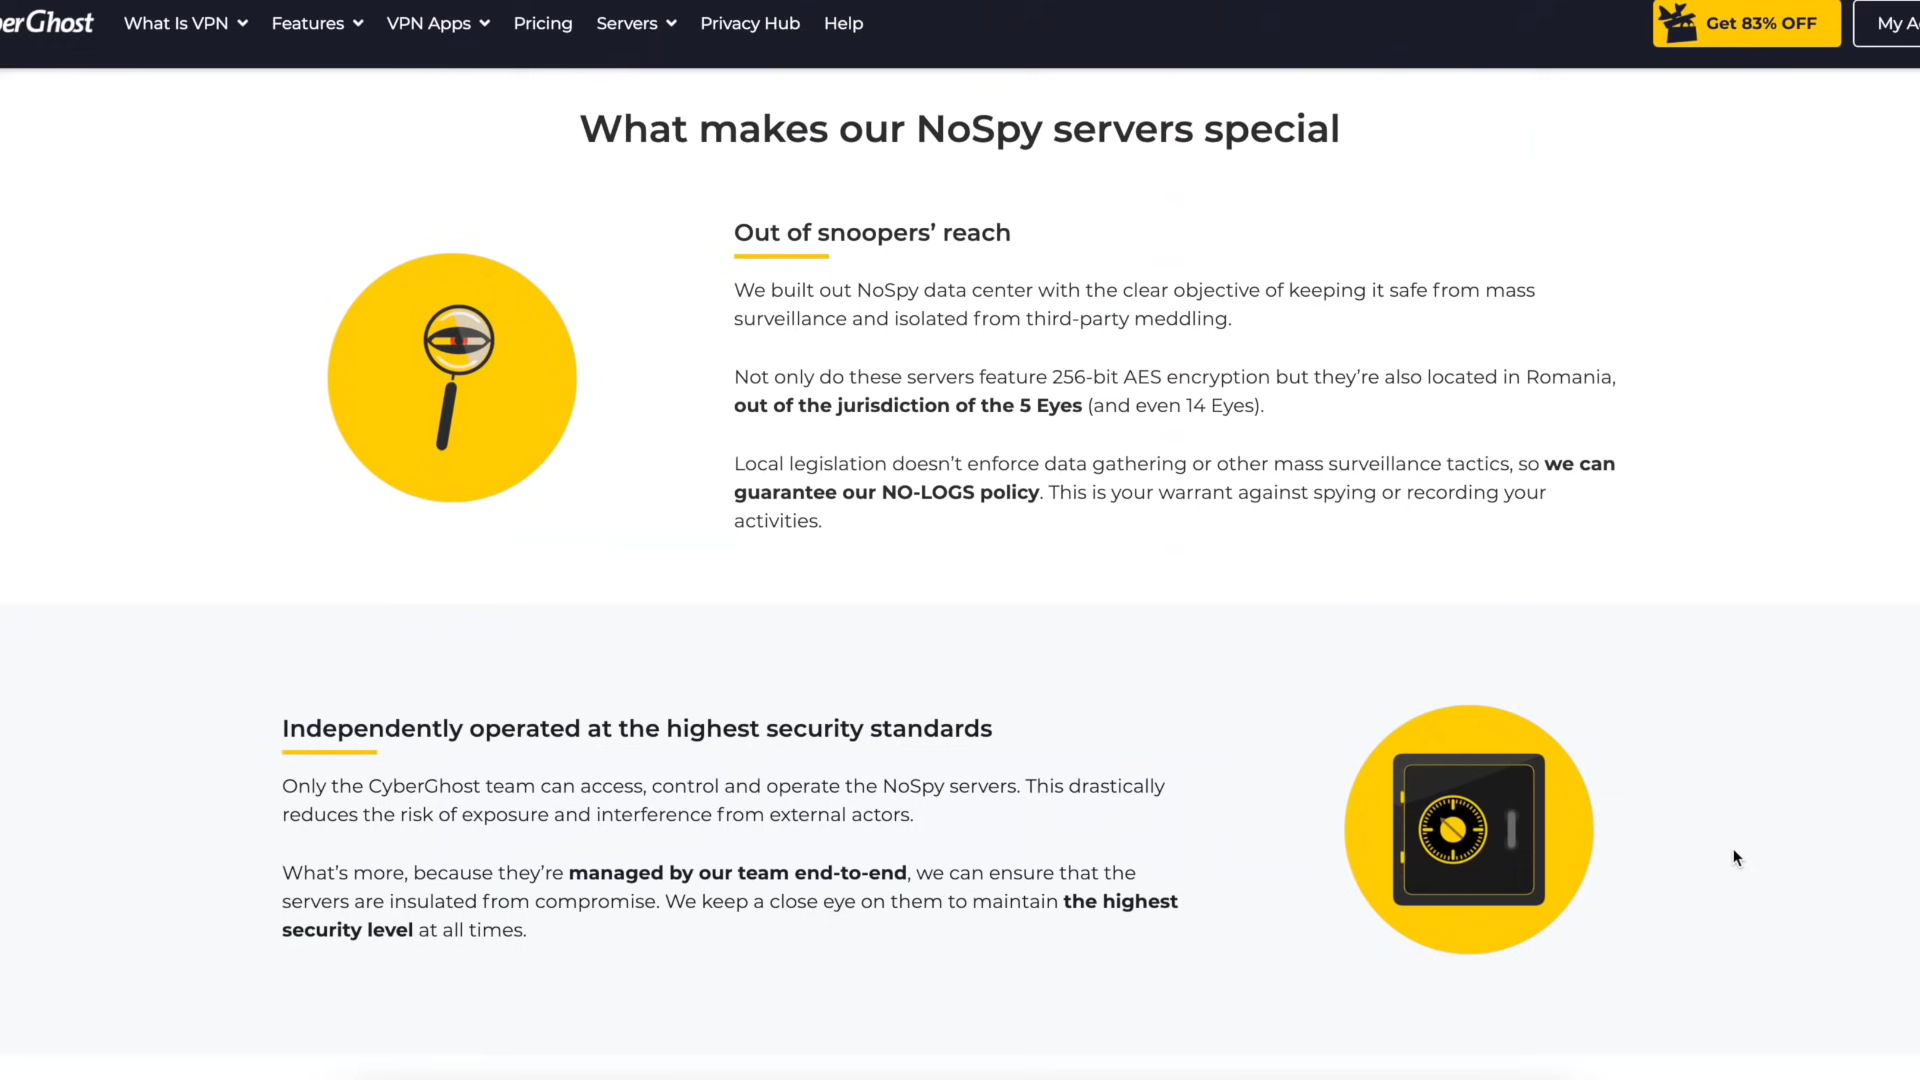 erGhost
What Is VPN
Features
VPN Apps
Pricing
Servers
Privacy Hub
Help
Get 83% OFF
My A
What makes our NoSpy servers special
Out of snoopers’ reach
We built out NoSpy data center with the clear objective of keeping it safe from mass
surveillance and isolated from third-party meddling.
Not only do these servers feature 256-bit AES encryption but they’re also located in Romania,
out of the jurisdiction of the 5 Eyes (and even 14 Eyes).
Local legislation doesn’t enforce data gathering or other mass surveillance tactics, so we can
guarantee our NO-LOGS policy. This is your warrant against spying or recording your
activities.
Independently operated at the highest security standards
Only the CyberGhost team can access, control and operate the NoSpy servers. This drastically
reduces the risk of exposure and interference from external actors.
What’s more, because they’re managed by our team end-to-end, we can ensure that the
servers are insulated from compromise. We keep a close eye on them to maintain the highest
security level at all times.